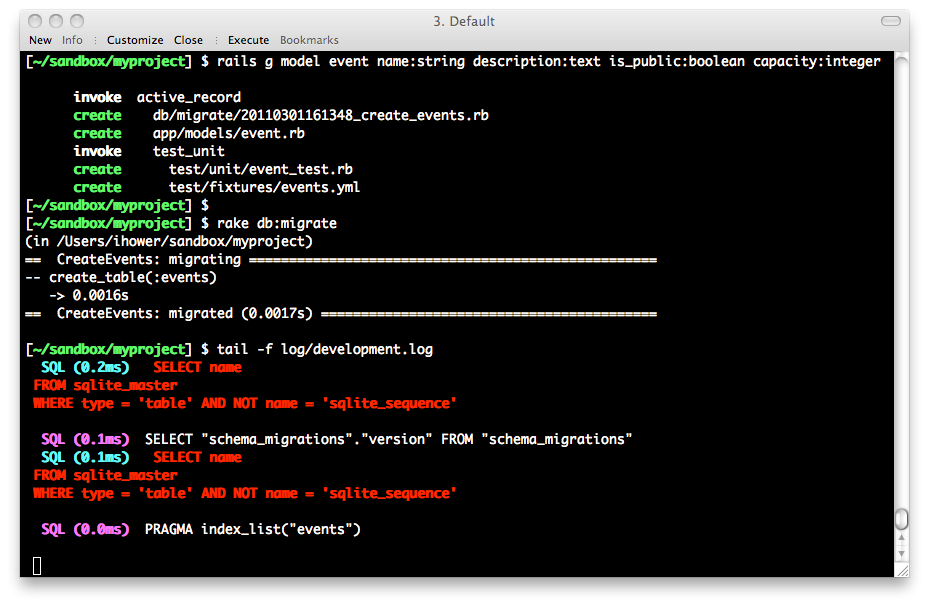 3. Default
New Info Customize Close Execute Bookmarks
[~/sandbox/myproject] $ rails g model event name:string description:text is_public:boolean capacity:integer
invoke active_record
create db/migrate/20110301161348_create_events.rb
create app/models/event.rb
invoke test_unit
create test/unit/event_test.rb
create test/fixtures/events.yml
[~/sandbox/myproject] $
[~/sandbox/myproject] $ rake db:migrate
(in /Users/ihower/sandbox/myproject)
==  CreateEvents: migrating ===================================================
-- create_table(:events)
   -> 0.0016s
==  CreateEvents: migrated (0.0017s) ==========================================
[~/sandbox/myproject] $ tail -f log/development.log
SQL (0.2ms)   SELECT name
FROM sqlite_master
WHERE type = 'table' AND NOT name = 'sqlite_sequence'
SQL (0.1ms)  SELECT "schema_migrations"."version" FROM "schema_migrations"
SQL (0.1ms)   SELECT name
FROM sqlite_master
WHERE type = 'table' AND NOT name = 'sqlite_sequence'
SQL (0.0ms)  PRAGMA index_list("events")